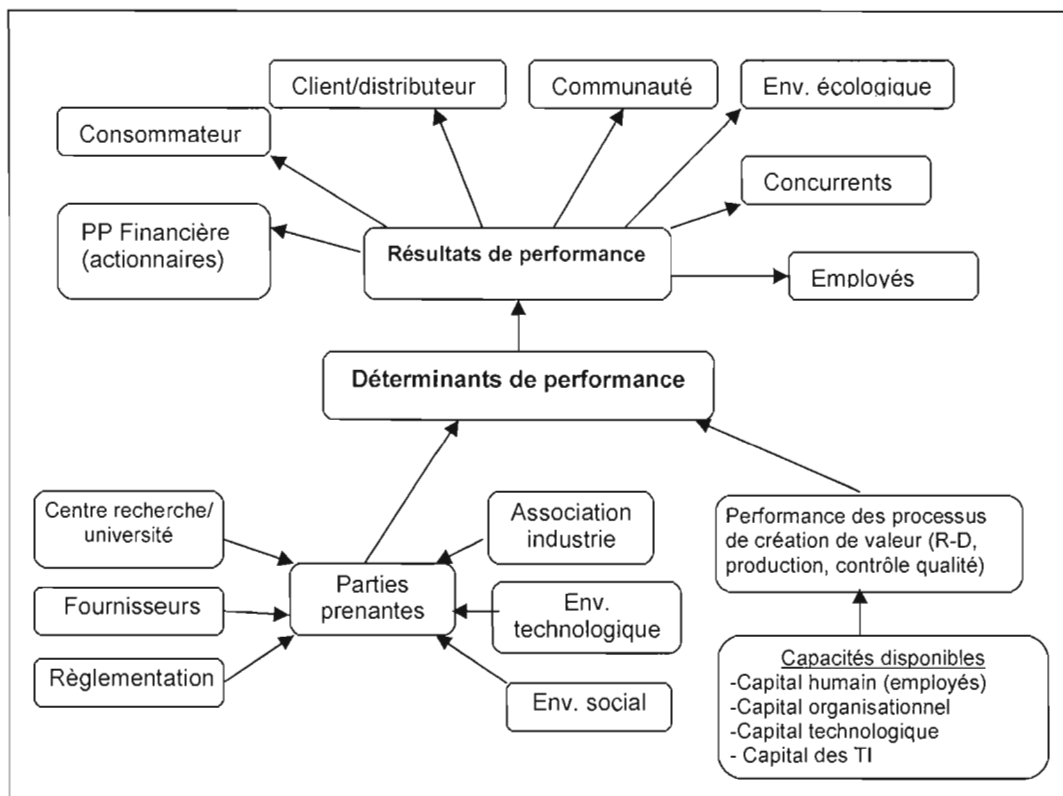 Client/distributeur
Communauté
Env. écologique
Consommateur
Concurrents
PP Financière
(actionnaires)
Résultats de performance
Employés
Déterminants de performance
Centre recherche/
université
Association
industrie
Performance des processus
de création de valeur (R-D,
production, contrôle qualité)
Parties
prenantes
Fournisseurs
Env.
technologique
Règlementation
Env. social
Capacités disponibles
-Capital humain (employés)
-Capital organisationnel
-Capital technologique
- Capital des TI